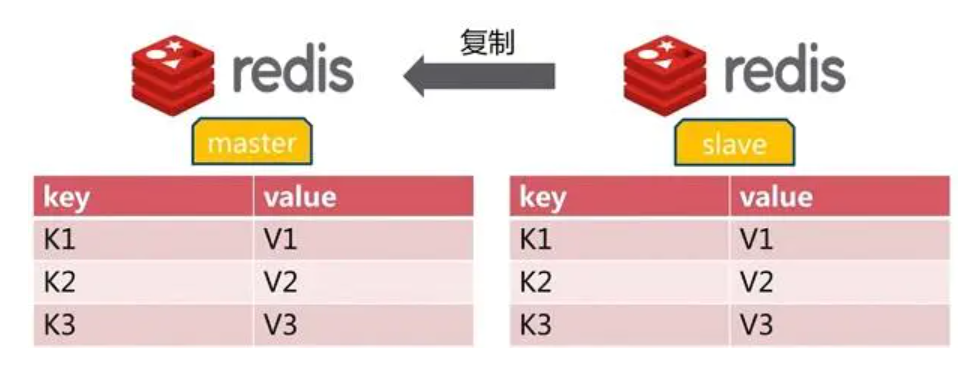 复制
redis redis
master slave
key value key value
K1 V1 K1 V1
K2 V2 K2 V2
K3 V3 K3 V3